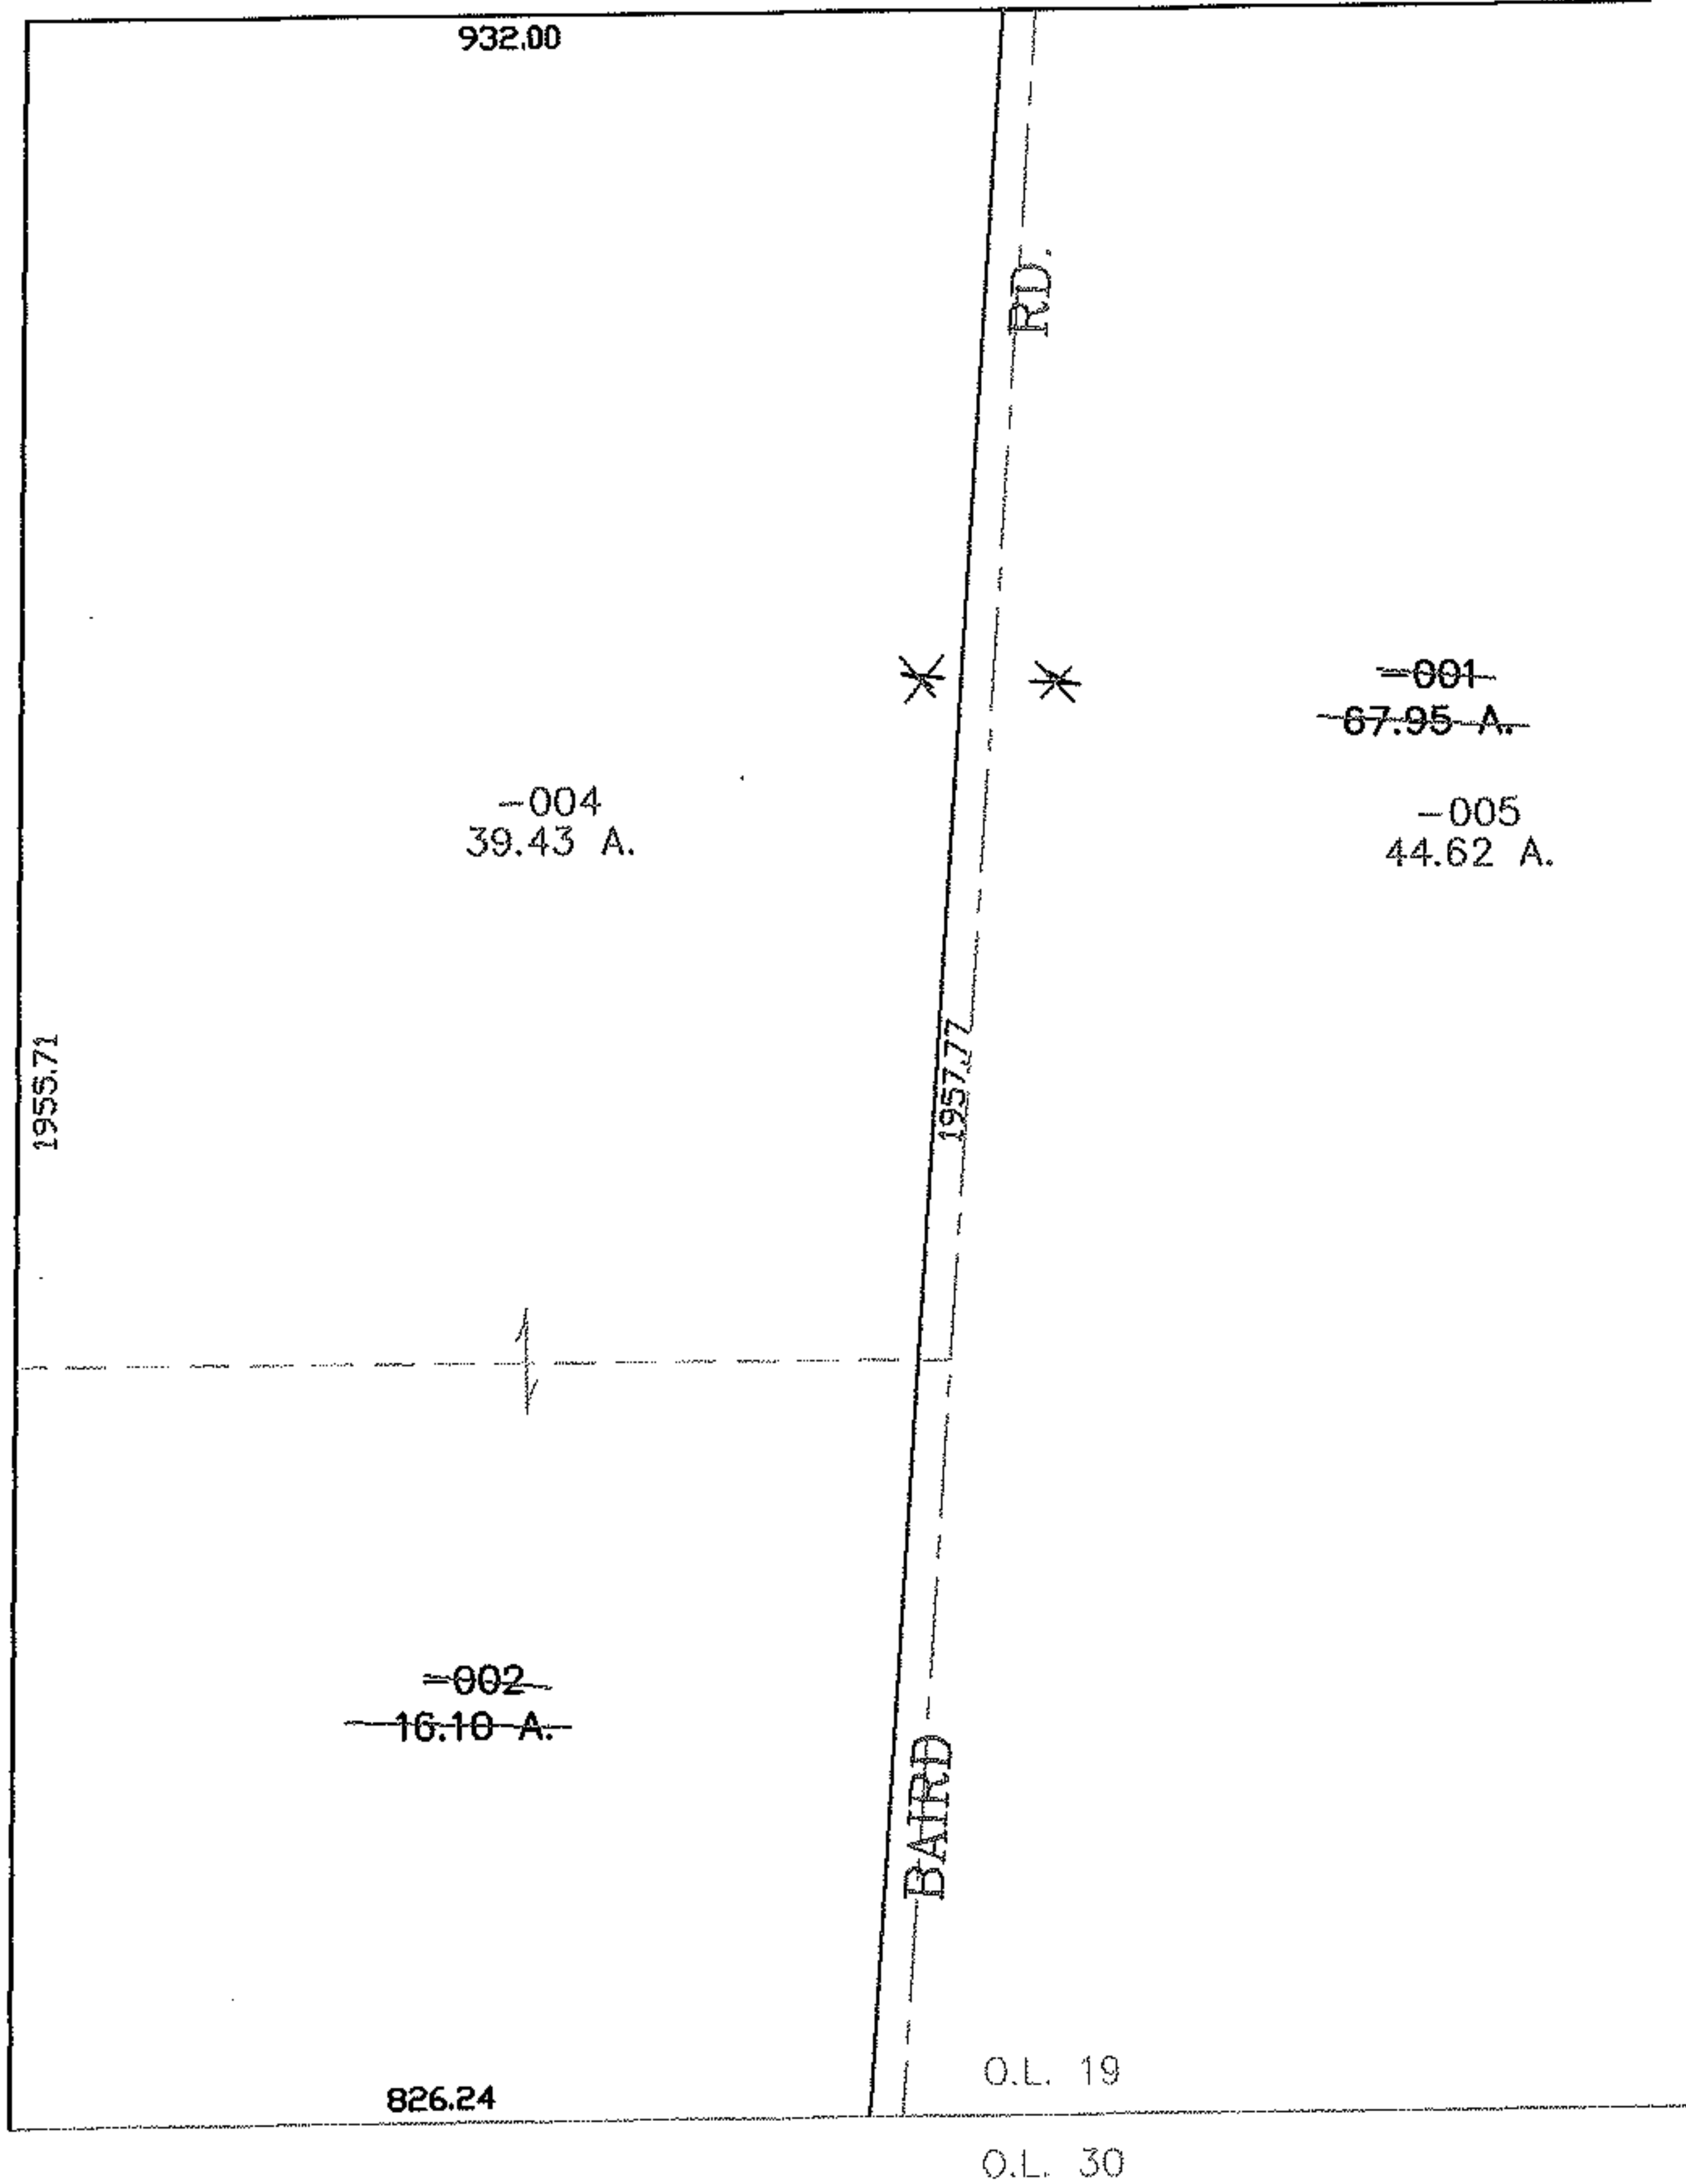 932.00
RD.
-001
67.95 A.
-004
39.43 A.
-005
44.62 A.
1955.71
1957.77
-002
16.10 A.
BAIRD
O.L. 19
826.24
O.L. 30